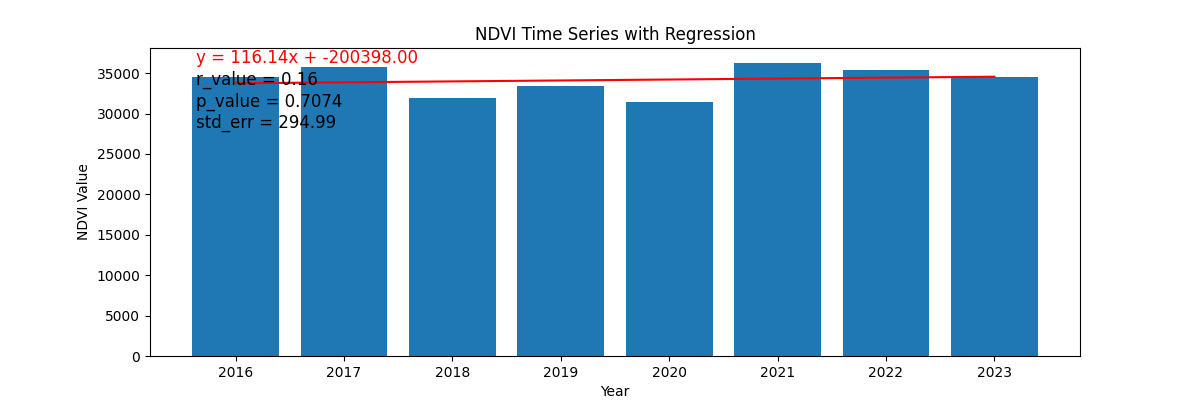 NDVI Time Series with Regression
y = 116.14x + -200398.00
r_value = 0.16
p_value = 0.7074
std_err = 294.99
35000
30000
25000
20000
15000
10000
5000
0
NDVI Value
2016 2017 2018 2019 2020 2021 2022 2023
Year